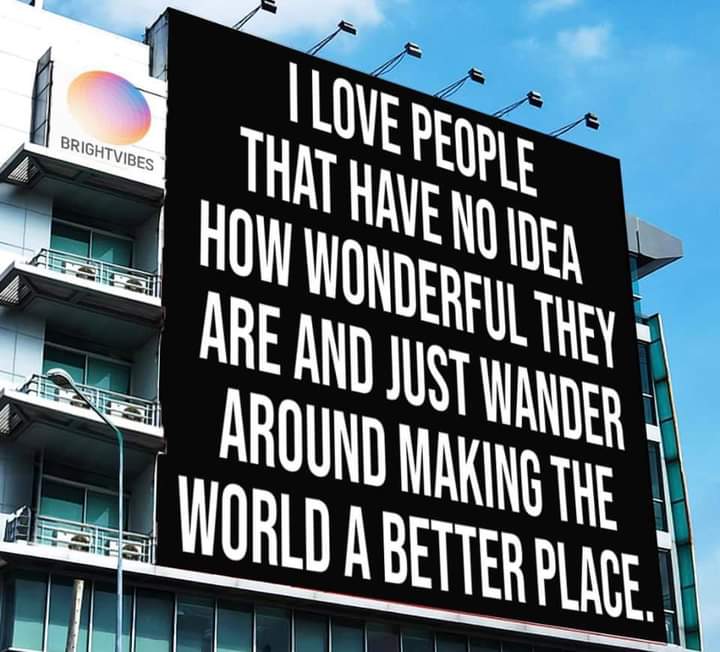 BRIGHTVIBES
I LOVE PEOPLE
THAT HAVE NO IDEA
HOW WONDERFUL THEY
ARE AND JUST WANDER
AROUND MAKING THE
WORLD A BETTER PLACE.